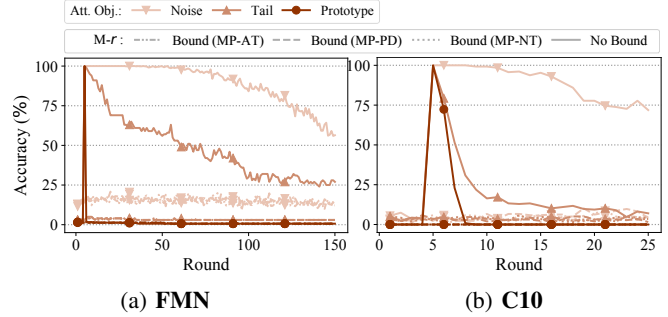 Att. Obj.: Noise Tail Prototype
M-r : Bound (MP-AT) Bound (MP-PD) Bound (MP-NT) No Bound
Accuracy (%)
100
75
50
25
0
0 50 100 150
Round
(a) FMN
100
75
50
25
0
0 5 10 15 20 25
Round
(b) C10